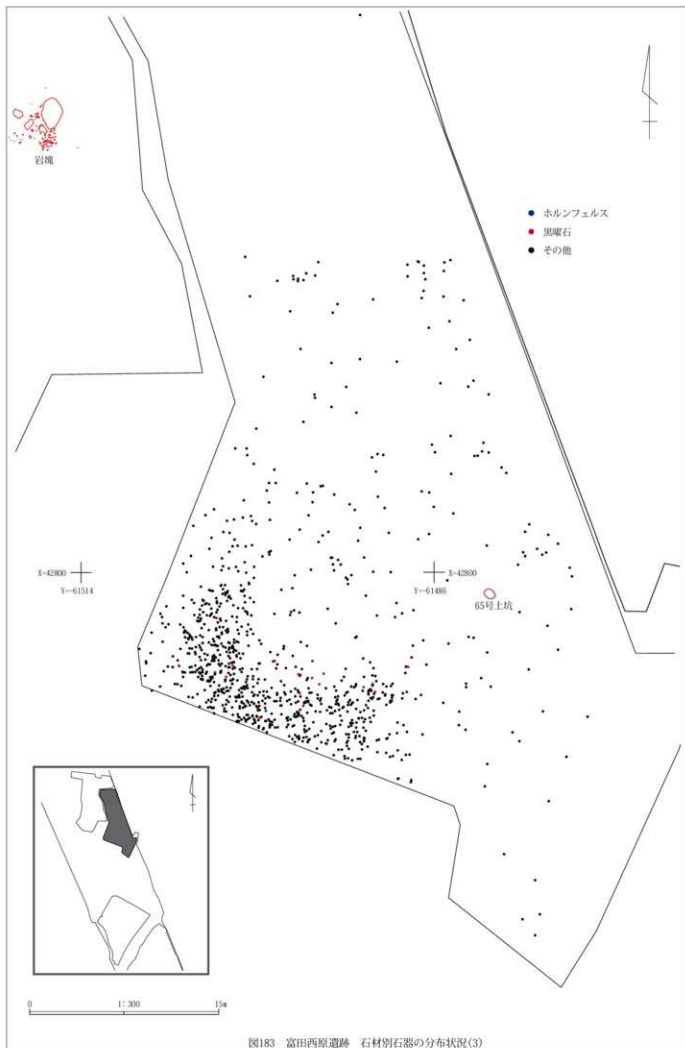 岩塊
ホルンフェルス
黒曜石
その他
X=42800
Y=-61514
X=42800
Y=-61486
65号土坑
0
1:300
15m
図183 富田西原遺跡 石材別石器の分布状況(3)